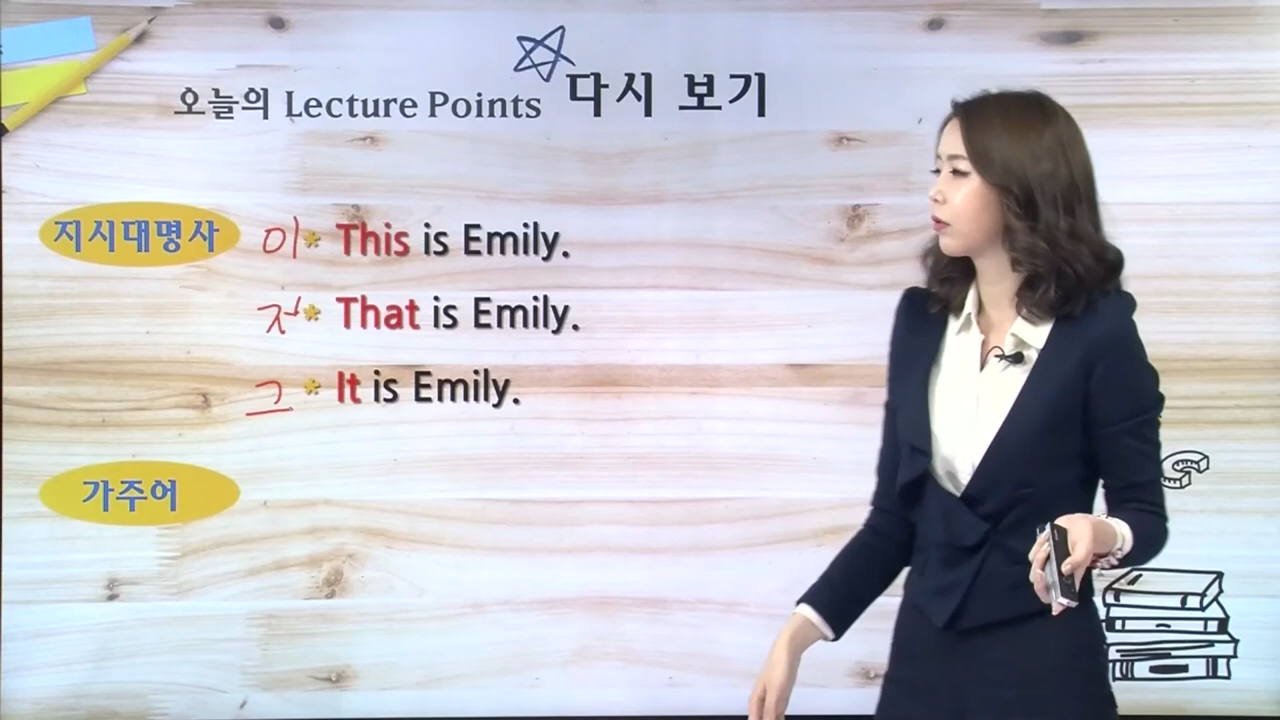 오늘의 Lecture Points 다시 보기
지시대명사 이 * This is Emily.
저 * That is Emily.
그 * It is Emily.
가주어